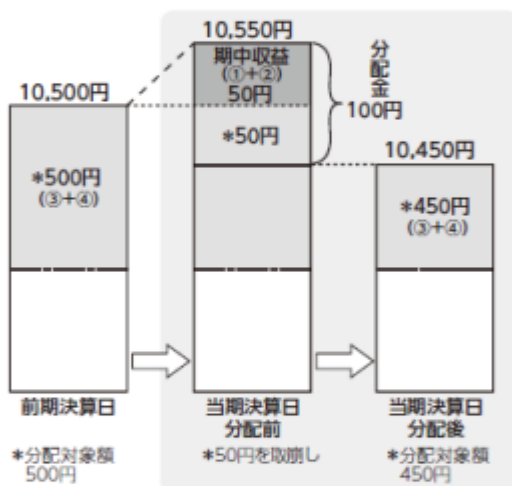 10,550円
期中収益
(①+②)
50円
*50円
分配金
100円
10,500円
*500円
(③+④)
10,450円
*450円
(③+④)
前期決算日
*分配対象額
500円
当期決算日
分配前
*50円を取崩し
当期決算日
分配後
*分配対象額
450円